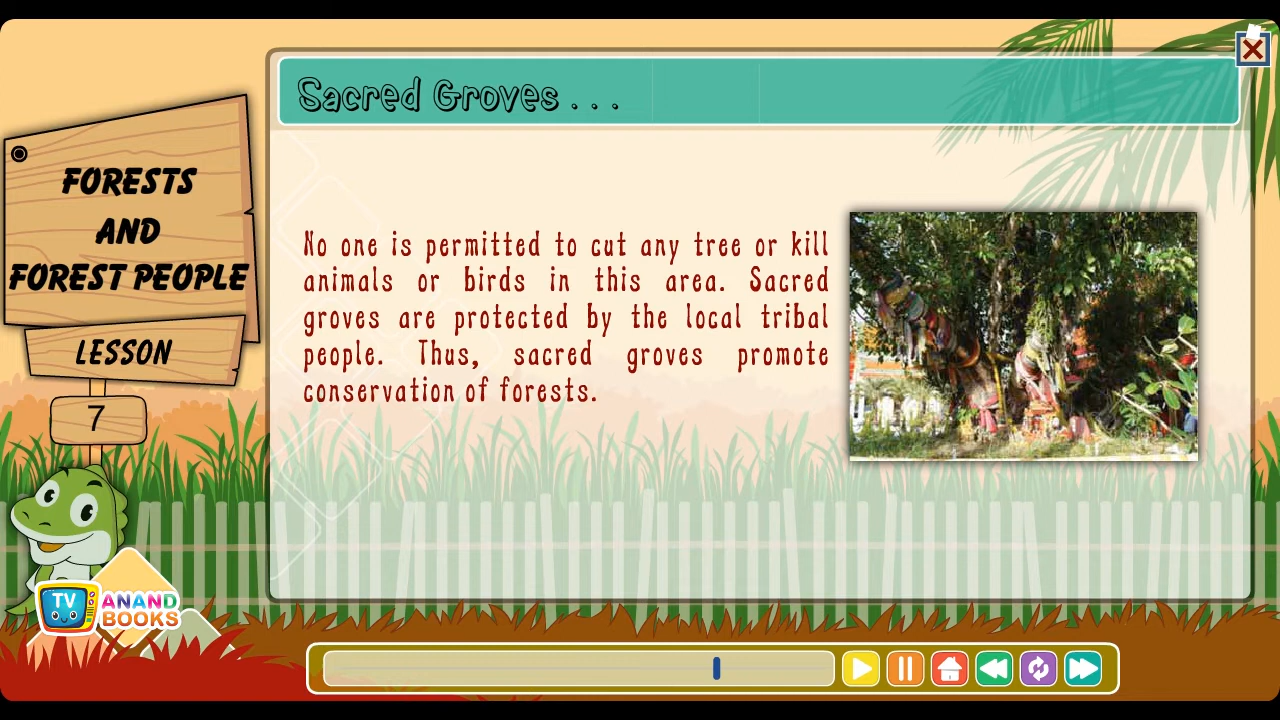 Sacred Groves . . .
FORESTS
AND
FOREST PEOPLE
LESSON
7
No one is permitted to cut any tree or kill
animals or birds in this area. Sacred
groves are protected by the local tribal
people. Thus, sacred groves promote
conservation of forests.
TV
ANAND
BOOKS